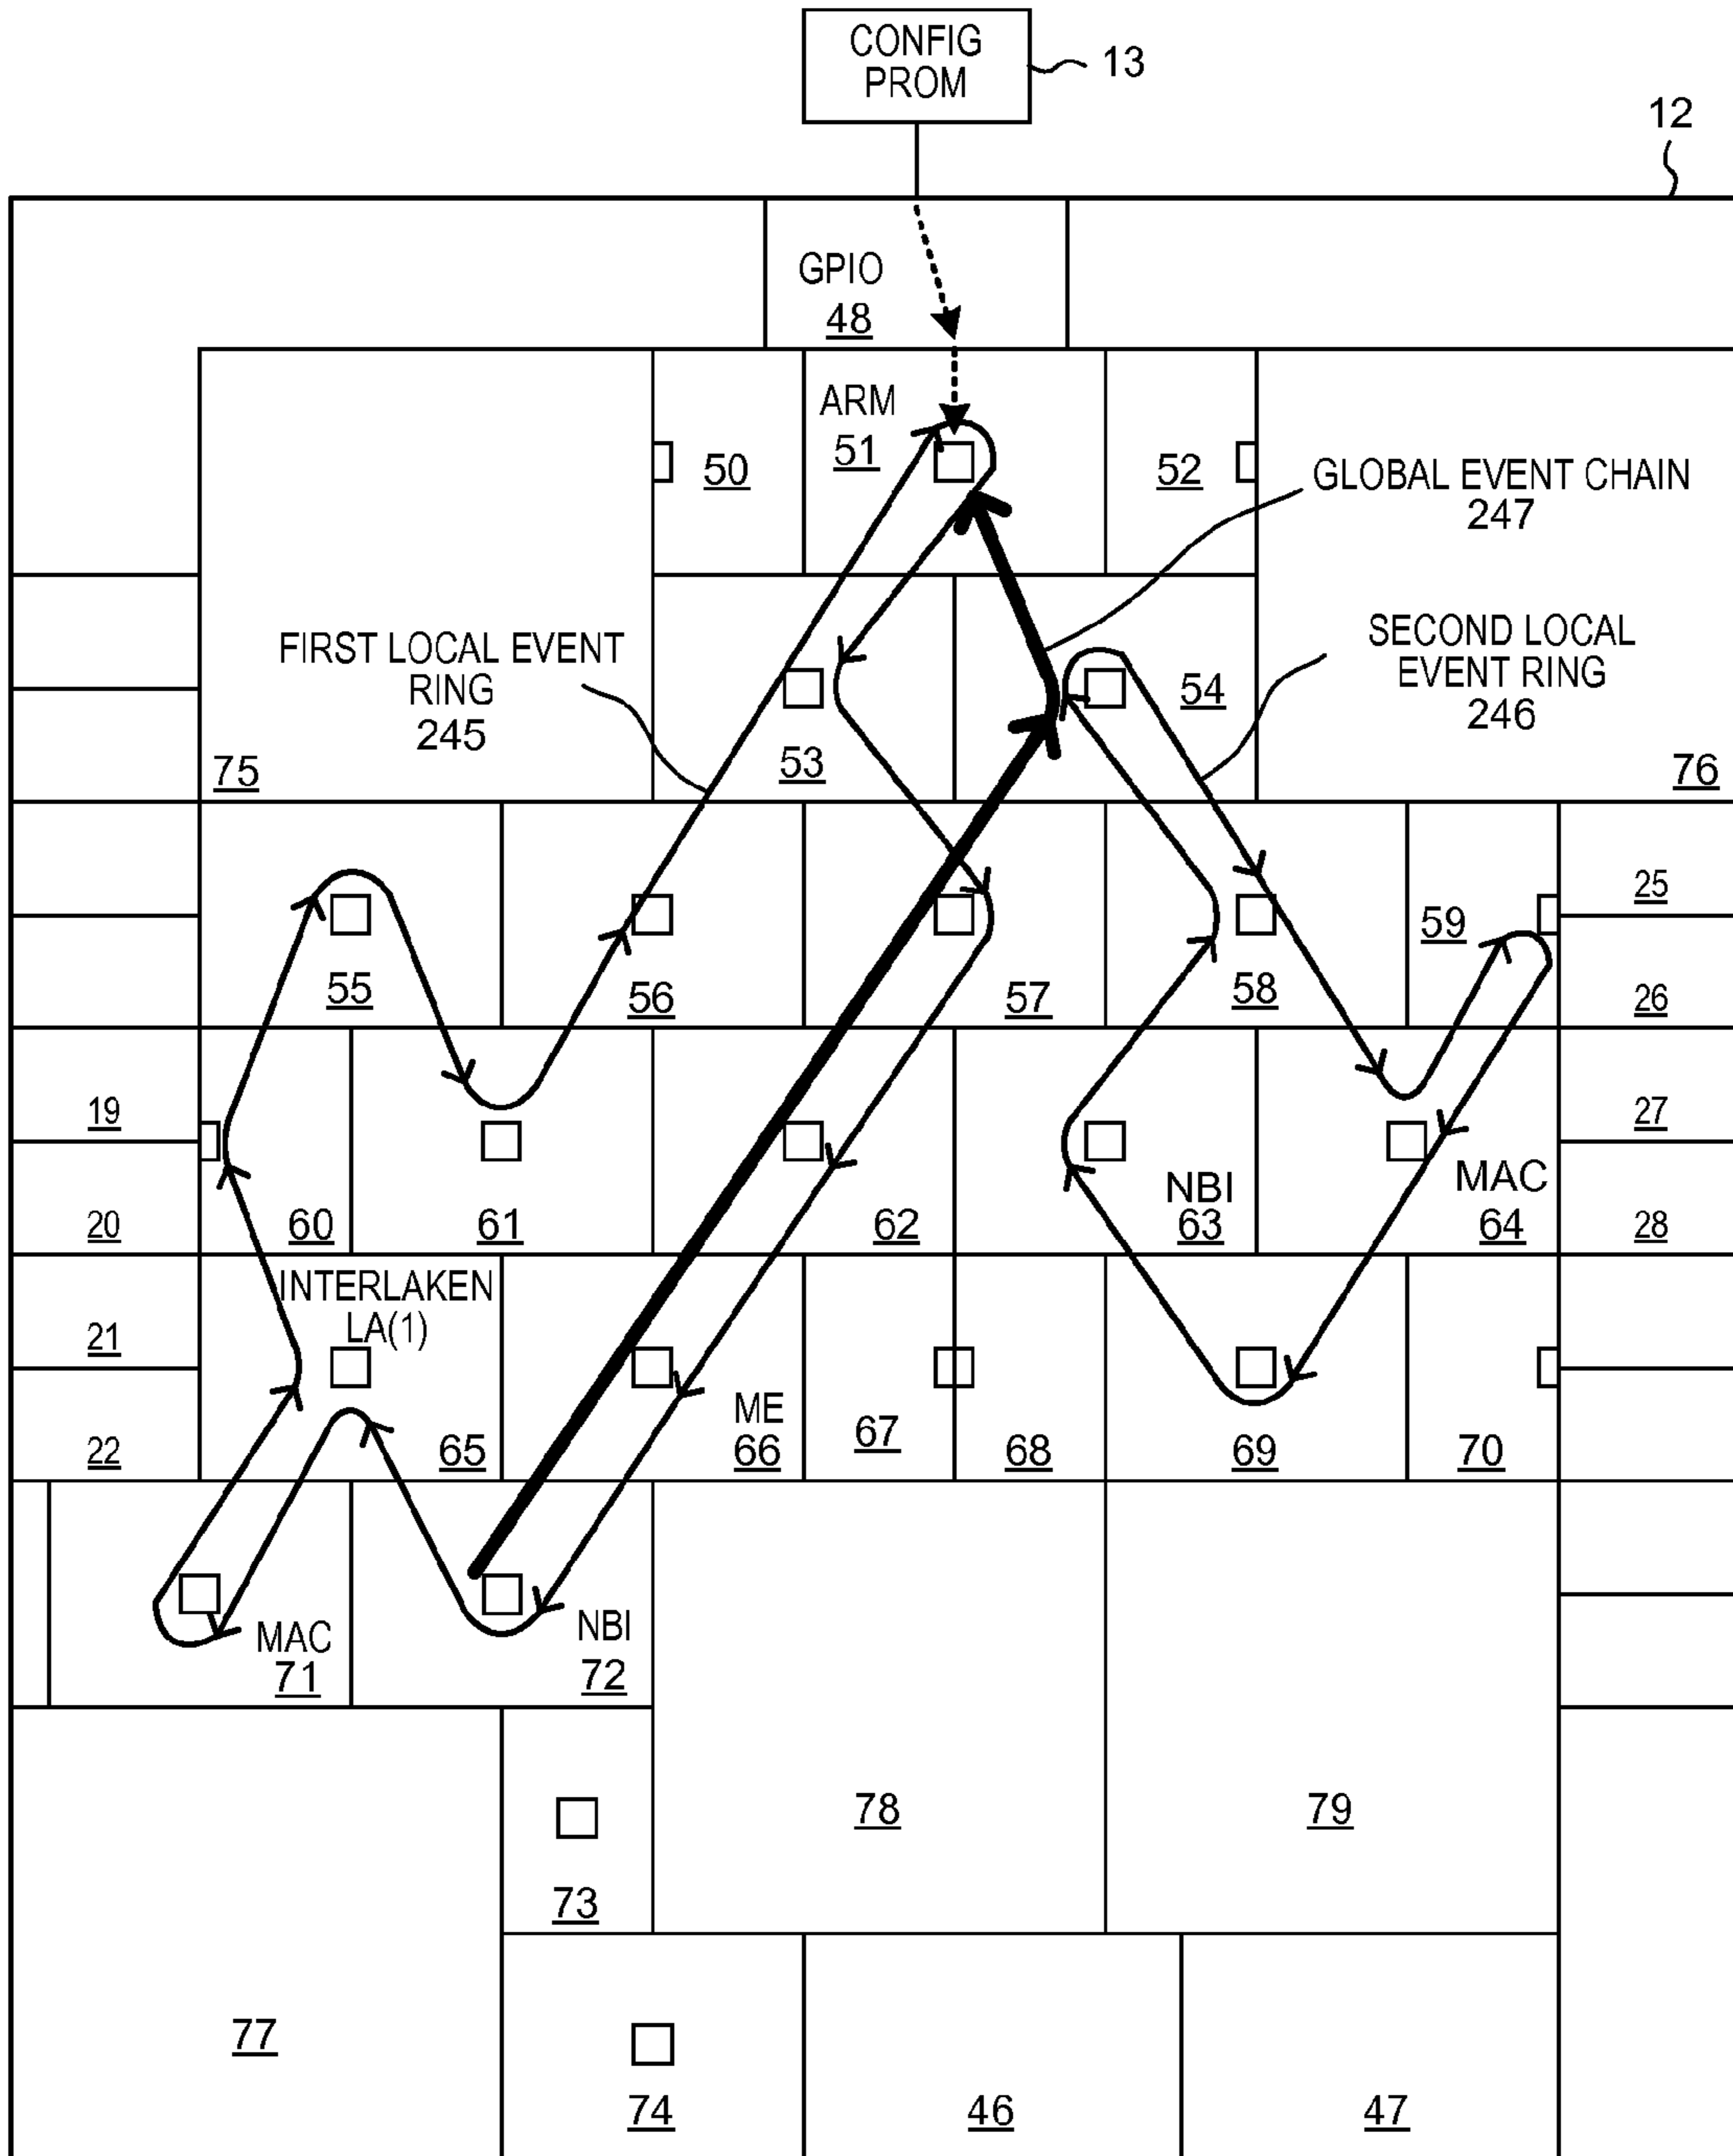 CONFIG
PROM
13
12
GPIO
48
ARM
51
50
52
GLOBAL EVENT CHAIN
247
FIRST LOCAL EVENT
RING
245
SECOND LOCAL
EVENT RING
246
54
53
75
76
25
59
55
56
57
58
26
19
27
NBI
63
MAC
64
20
60
61
62
28
INTERLAKEN
LA(1)
21
ME
66
67
22
65
68
69
70
MAC
71
NBI
72
78
79
73
77
74
46
47